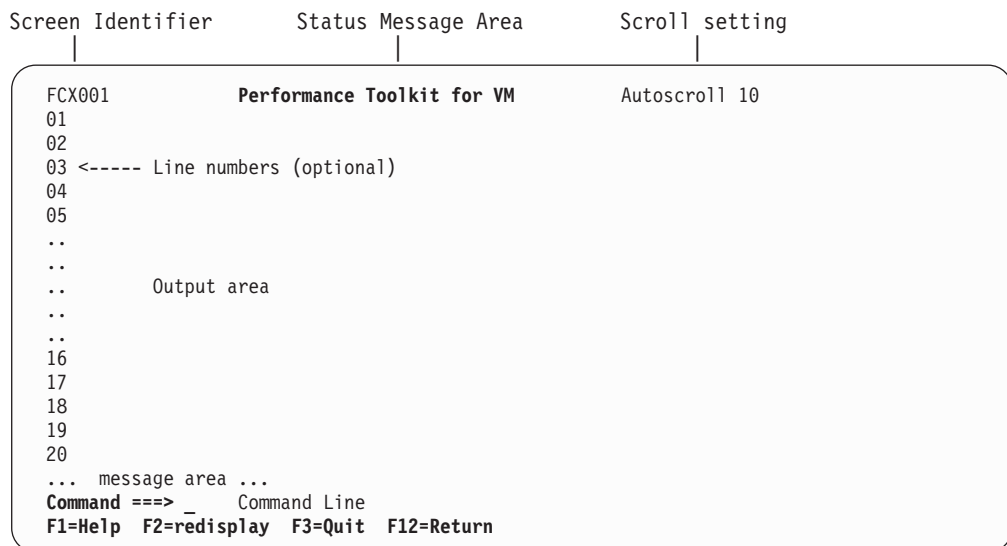 Screen Identifier Status Message Area Scroll setting
FCX001 Performance Toolkit for VM Autoscroll 10
01
02
03 <----- Line numbers (optional)
04
05
..
..
.. Output area
..
..
16
17
18
19
20
... message area ...
Command ===> _ Command Line
F1=Help F2=redisplay F3=Quit F12=Return